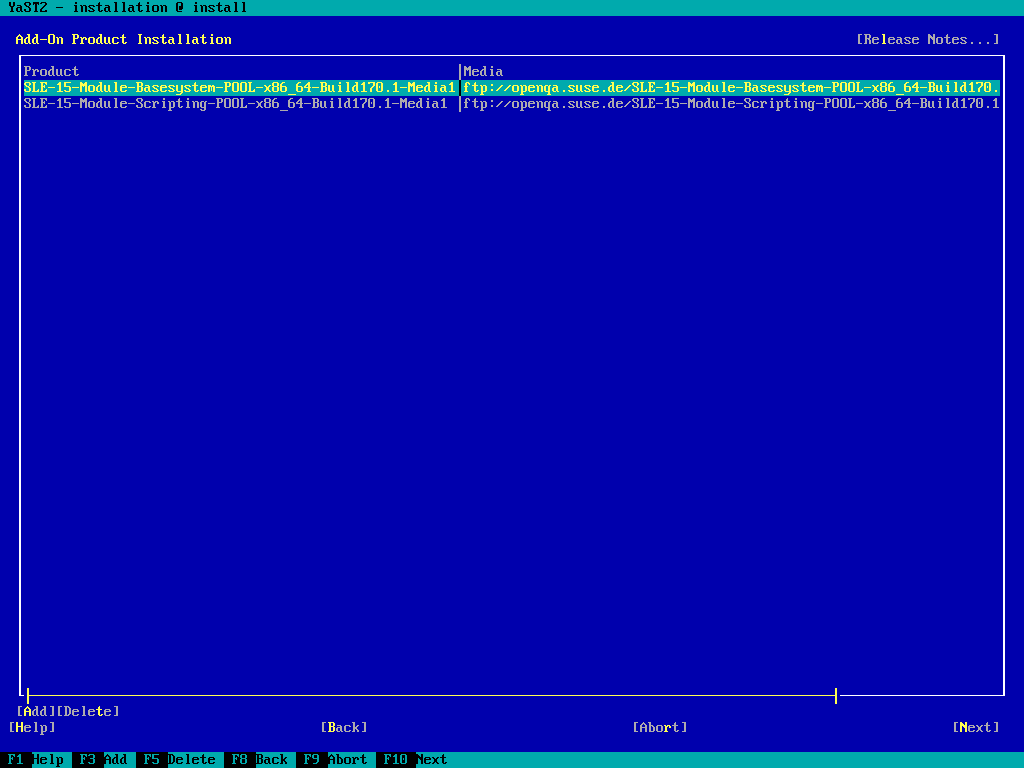 YaST2 - installation @ install
Add-On Product Installation [Release Notes...]
Product |Media
SLE-15-Module-Basesystem-POOL-x86_64-Build170.1-Media1|ftp://openqa.suse.de/SLE-15-Module-Basesystem-POOL-x86_64-Build170.
SLE-15-Module-Scripting-POOL-x86_64-Build170.1-Media1 |ftp://openqa.suse.de/SLE-15-Module-Scripting-POOL-x86_64-Build170.1
[Add][Delete]
[Help] [Back] [Abort] [Next]
F1 Help F3 Add F5 Delete F8 Back F9 Abort F10 Next